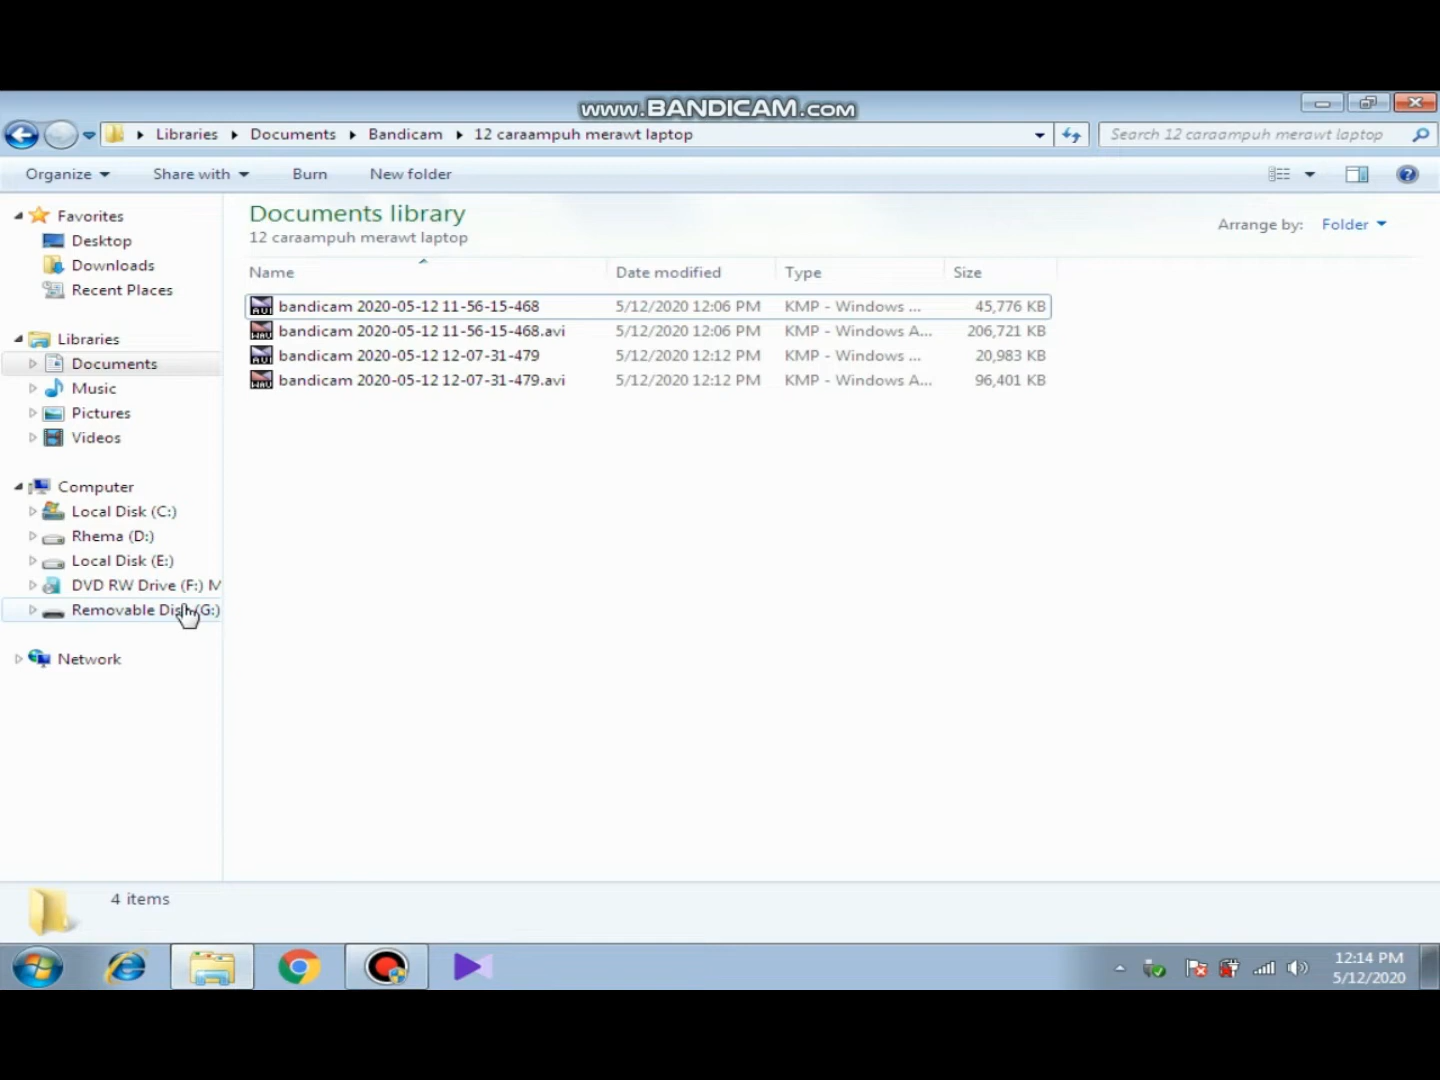 www.BANDICAM.com
Libraries Documents Bandicam 12 caraampuh merawt laptop Search 12 caraampuh merawt laptop
Organize Share with Burn New folder
Favorites
Desktop
Downloads
Recent Places
Libraries
Documents
Music
Pictures
Videos
Computer
Local Disk (C:)
Rhema (D:)
Local Disk (E:)
DVD RW Drive (F:) M
Removable Disk (G:)
Network
Documents library
12 caraampuh merawt laptop
Arrange by: Folder
Name Date modified Type Size
bandicam 2020-05-12 11-56-15-468 5/12/2020 12:06 PM KMP - Windows ... 45,776 KB
bandicam 2020-05-12 11-56-15-468.avi 5/12/2020 12:06 PM KMP - Windows A... 206,721 KB
bandicam 2020-05-12 12-07-31-479 5/12/2020 12:12 PM KMP - Windows ... 20,983 KB
bandicam 2020-05-12 12-07-31-479.avi 5/12/2020 12:12 PM KMP - Windows A... 96,401 KB
4 items
12:14 PM
5/12/2020